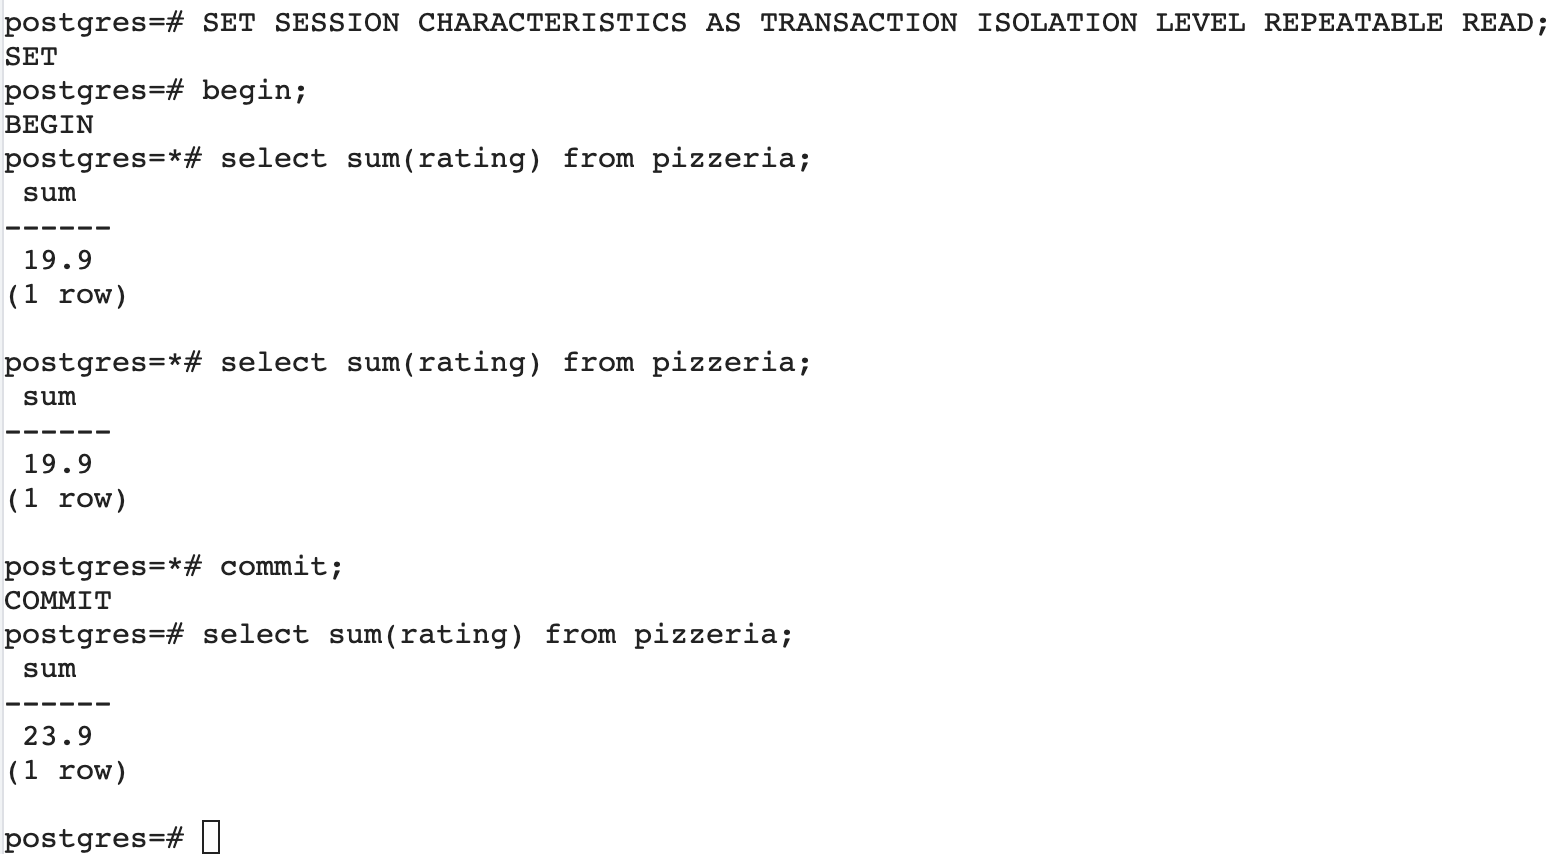 postgres=# SET SESSION CHARACTERISTICS AS TRANSACTION ISOLATION LEVEL REPEATABLE READ;
SET
postgres=# begin;
BEGIN
postgres=*# select sum(rating) from pizzeria;
 sum
------
 19.9
(1 row)

postgres=*# select sum(rating) from pizzeria;
 sum
------
 19.9
(1 row)

postgres=*# commit;
COMMIT
postgres=# select sum(rating) from pizzeria;
 sum
------
 23.9
(1 row)

postgres=#